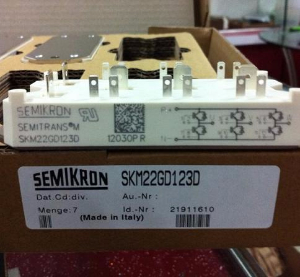 SEMIKRON
SEMITRANS®M
SKM22GD123D
12030P R
SEMIKRON SKM22GD123D
Dat.Cd:div. Au.-Nr :
Menge:7 Id.-Nr : 21911610
(Made in Italy)